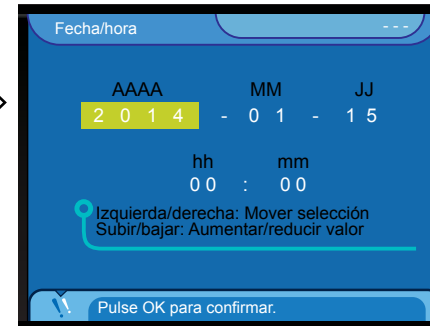 Fecha/hora - - -
AAAA MM JJ
2 0 1 4 - 0 1 - 1 5
hh mm
0 0 : 0 0
Izquierda/derecha: Mover selección
Subir/bajar: Aumentar/reducir valor
Pulse OK para confirmar.